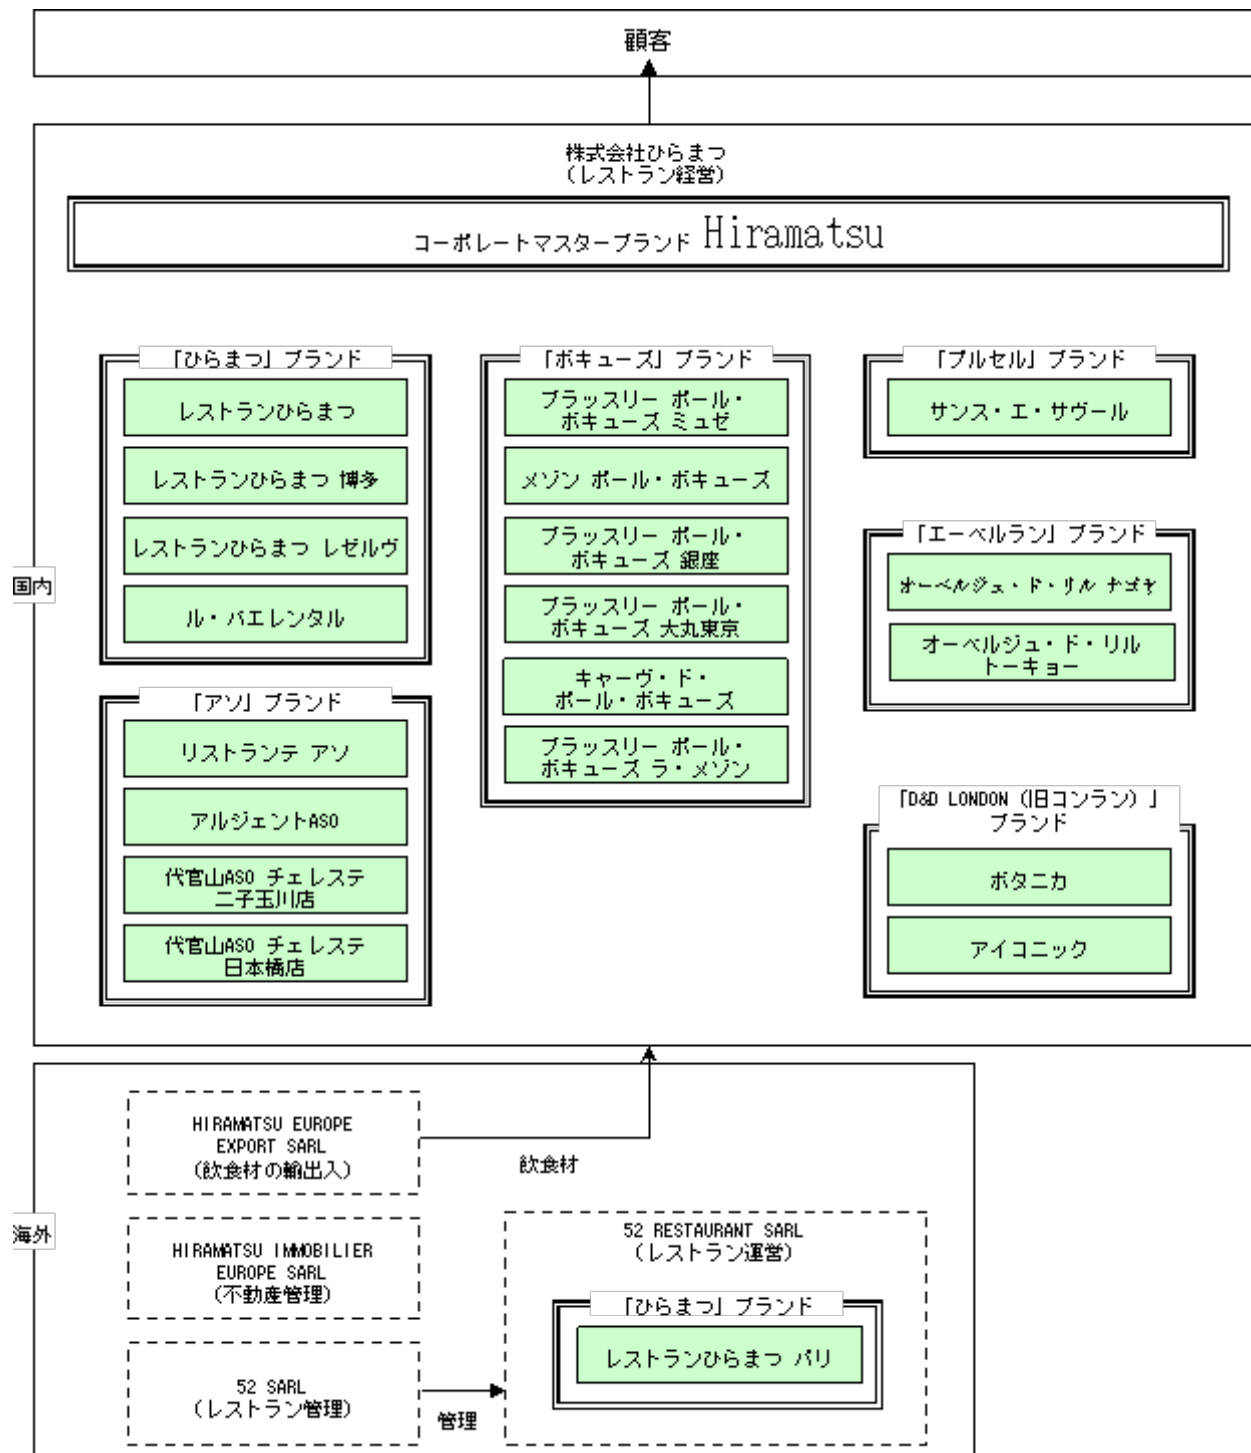 顧客
株式会社ひらまつ
（レストラン経営）
コーポレートマスターブランド Hiramatsu
国内
「ひらまつ」ブランド
レストランひらまつ
レストランひらまつ 博多
レストランひらまつ レゼルヴ
ル・バエレンタル
「アソ」ブランド
リストランテ アソ
アルジェントASO
代官山ASO チェレステ
二子玉川店
代官山ASO チェレステ
日本橋店
「ボキューズ」ブランド
ブラッスリー ポール・
ボキューズ ミュゼ
メゾン ポール・ボキューズ
ブラッスリー ポール・
ボキューズ 銀座
ブラッスリー ポール・
ボキューズ 大丸東京
キャーヴ・ド・
ポール・ボキューズ
ブラッスリー ポール・
ボキューズ ラ・メゾン
「プルセル」ブランド
サンス・エ・サヴール
「エーベルラン」ブランド
オーベルジュ・ド・リル ナゴヤ
オーベルジュ・ド・リル
トーキョー
「D&D LONDON（旧コンラン）」
ブランド
ボタニカ
アイコニック
海外
HIRAMATSU EUROPE
EXPORT SARL
（飲食材の輸出入）
飲食材
HIRAMATSU IMMOBILIER
EUROPE SARL
（不動産管理）
52 SARL
（レストラン管理）
管理
52 RESTAURANT SARL
（レストラン運営）
「ひらまつ」ブランド
レストランひらまつ パリ